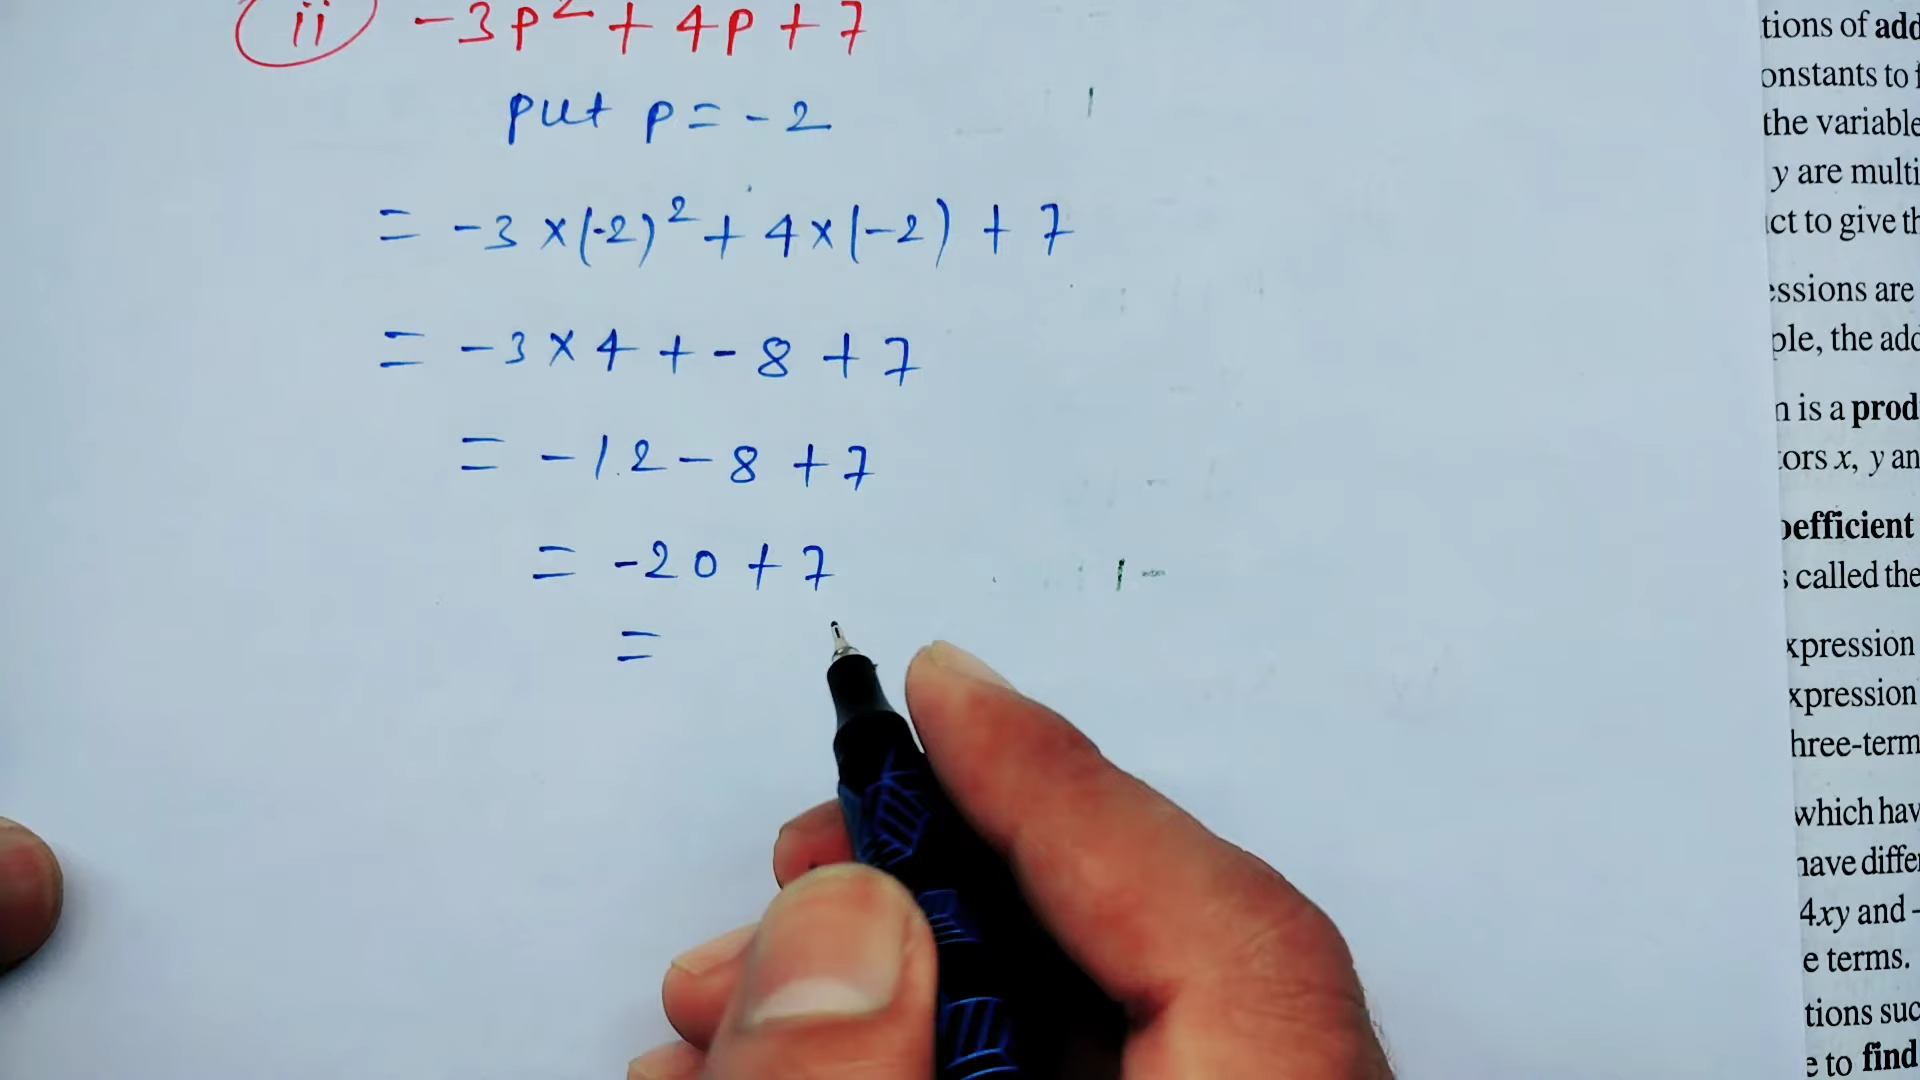 ii -3p² + 4p + 7
put p = -2
= -3 × (-2)² + 4 × (-2) + 7
= -3 × 4 + - 8 + 7
= -12 - 8 + 7
= -20 + 7
=
tions of add
onstants to f
the variable
y are multi
ct to give th
essions are
ple, the add
n is a prod
ors x, y an
oefficient
s called the
xpression
xpression
hree-term
which hav
have differ
4xy and -
e terms.
tions suc
e to find